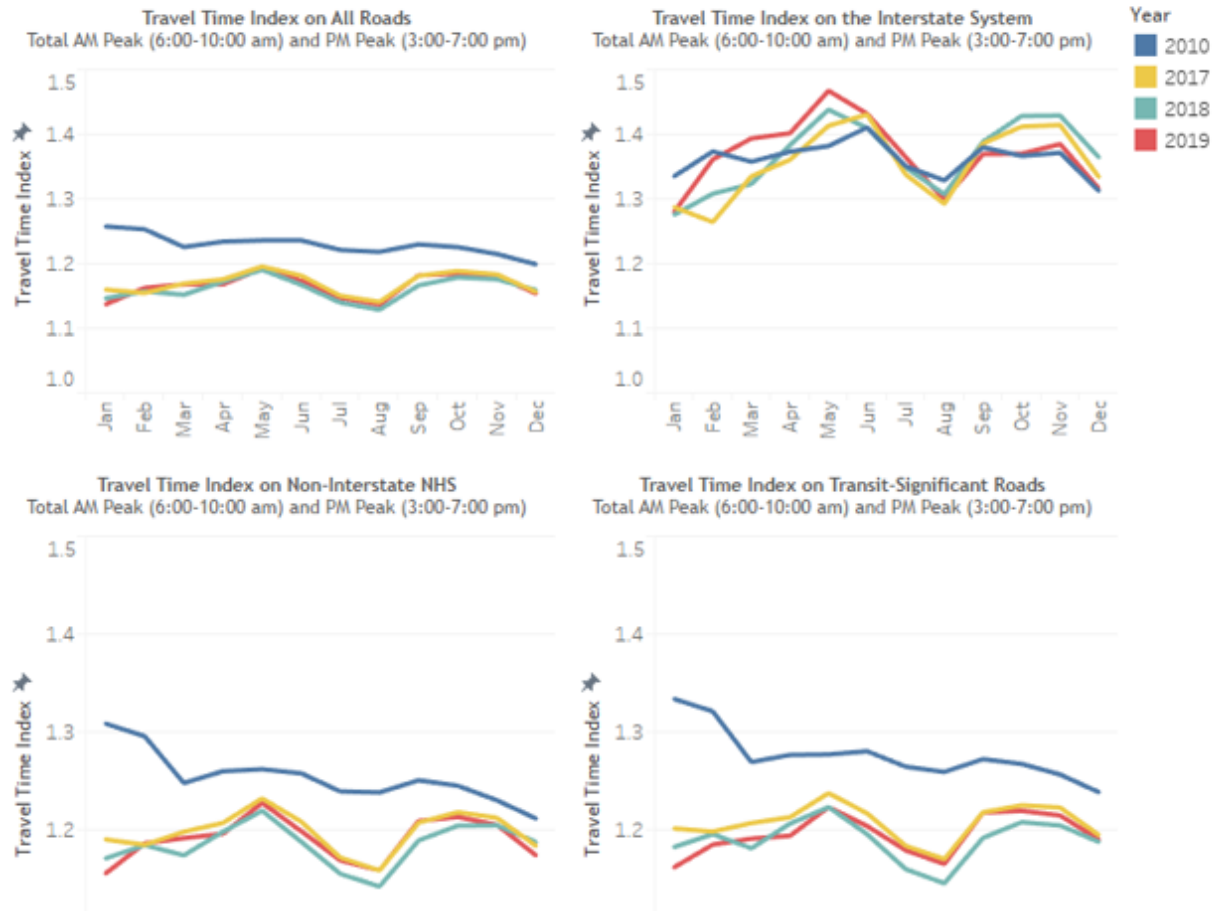 Travel Time Index on All Roads
Total AM Peak (6:00-10:00 am) and PM Peak (3:00-7:00 pm)
Travel Time Index
1.5
1.4
1.3
1.2
1.1
1.0
Jan Feb Mar Apr May Jun Jul Aug Sep Oct Nov Dec
Travel Time Index on the Interstate System
Total AM Peak (6:00-10:00 am) and PM Peak (3:00-7:00 pm)
Travel Time Index
1.5
1.4
1.3
1.2
1.1
1.0
Jan Feb Mar Apr May Jun Jul Aug Sep Oct Nov Dec
Year
2010
2017
2018
2019
Travel Time Index on Non-Interstate NHS
Total AM Peak (6:00-10:00 am) and PM Peak (3:00-7:00 pm)
Travel Time Index
1.5
1.4
1.3
1.2
Travel Time Index on Transit-Significant Roads
Total AM Peak (6:00-10:00 am) and PM Peak (3:00-7:00 pm)
Travel Time Index
1.5
1.4
1.3
1.2